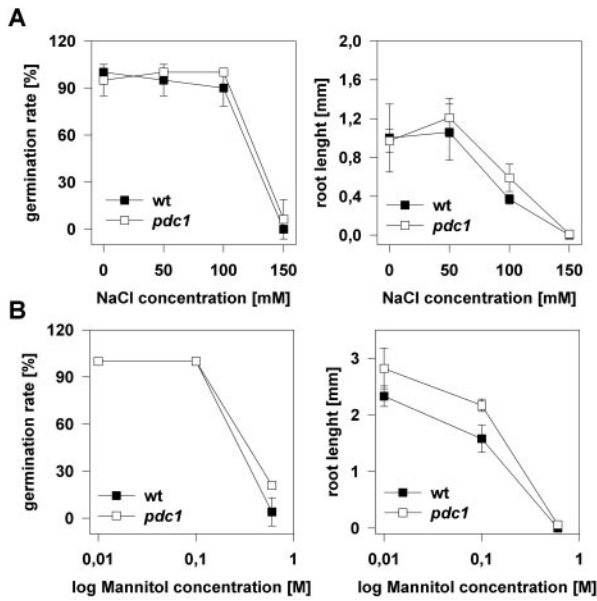 A
germination rate [%]
120
90
60
30
0
wt
pdc1
0 50 100 150
NaCl concentration [mM]
root lenght [mm]
2,0
1,6
1,2
0,8
0,4
0,0
wt
pdc1
0 50 100 150
NaCl concentration [mM]
B
germination rate [%]
120
90
60
30
0
wt
pdc1
0,01 0,1 1
log Mannitol concentration [M]
root lenght [mm]
3
2
1
0
wt
pdc1
0,01 0,1 1
log Mannitol concentration [M]